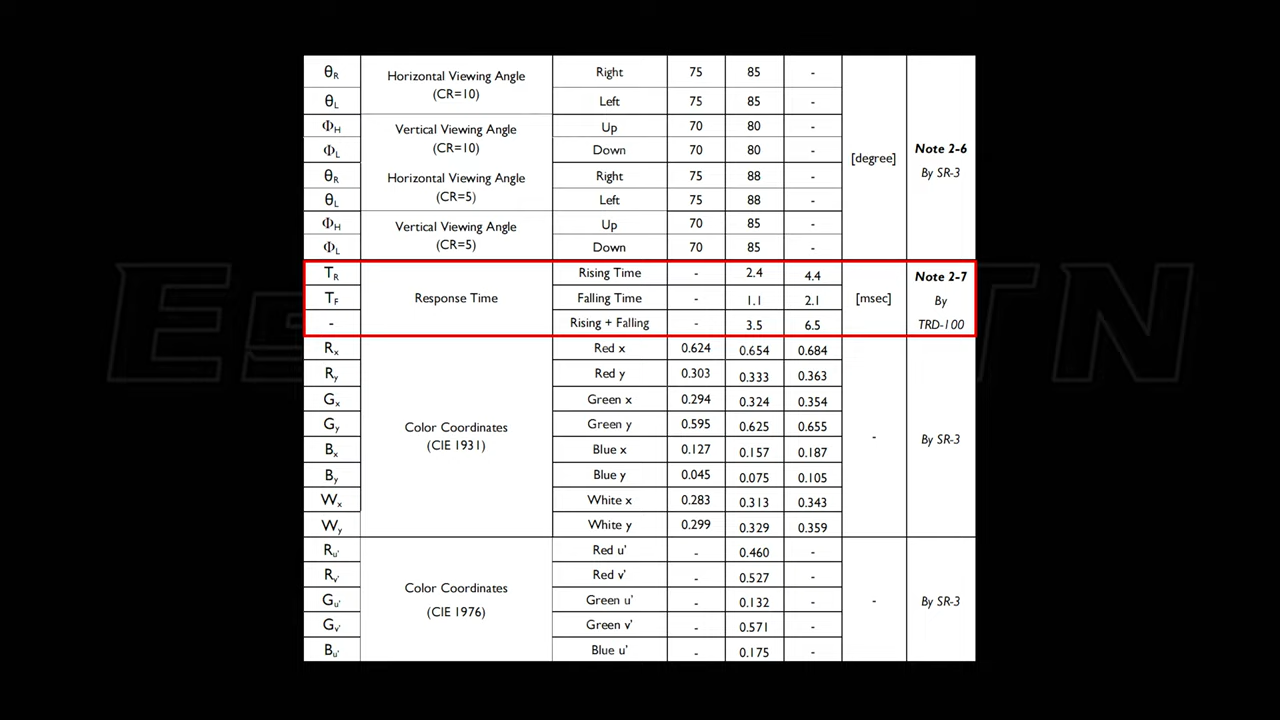 θR Horizontal Viewing Angle (CR=10) Right 75 85 - [degree] Note 2-6 By SR-3
θL Left 75 85 -
ΦH Vertical Viewing Angle (CR=10) Up 70 80 -
ΦL Down 70 80 -
θR Horizontal Viewing Angle (CR=5) Right 75 88 -
θL Left 75 88 -
ΦH Vertical Viewing Angle (CR=5) Up 70 85 -
ΦL Down 70 85 -
TR Response Time Rising Time - 2.4 4.4 [msec] Note 2-7 By TRD-100
TF Falling Time - 1.1 2.1
- Rising + Falling - 3.5 6.5
Rx Color Coordinates (CIE 1931) Red x 0.624 0.654 0.684 - By SR-3
Ry Red y 0.303 0.333 0.363
Gx Green x 0.294 0.324 0.354
Gy Green y 0.595 0.625 0.655
Bx Blue x 0.127 0.157 0.187
By Blue y 0.045 0.075 0.105
Wx White x 0.283 0.313 0.343
Wy White y 0.299 0.329 0.359
Ru' Color Coordinates (CIE 1976) Red u' - 0.460 - - By SR-3
Rv' Red v' - 0.527 -
Gu' Green u' - 0.132 -
Gv' Green v' - 0.571 -
Bu' Blue u' - 0.175 -